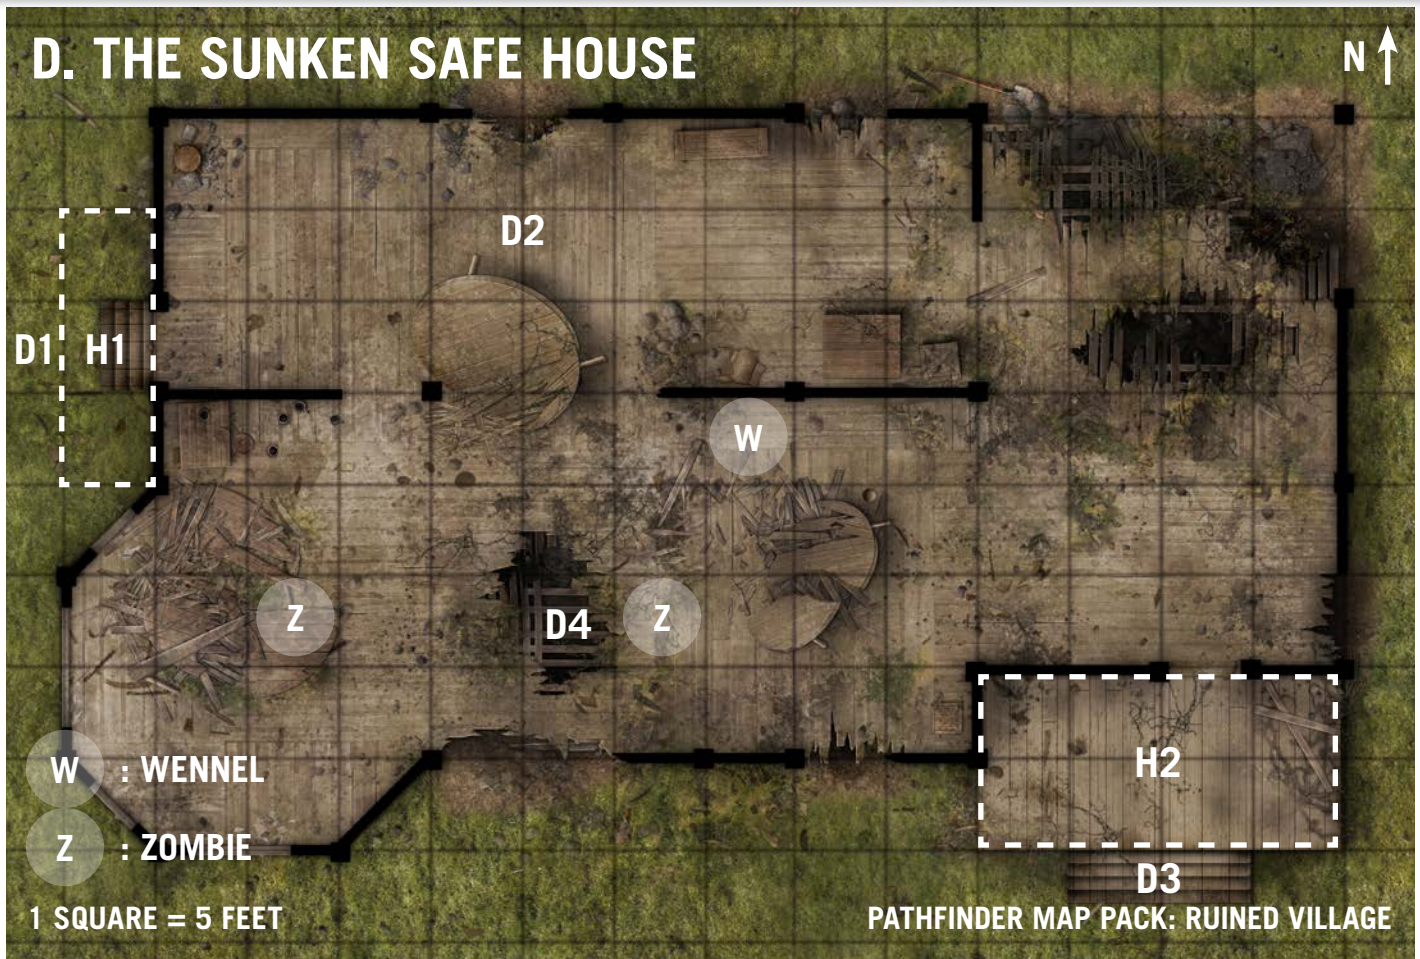 D. THE SUNKEN SAFE HOUSE
N
D2
D1
H1
W
Z
D4
Z
H2
W : WENNEL
Z : ZOMBIE
D3
1 SQUARE = 5 FEET
PATHFINDER MAP PACK: RUINED VILLAGE